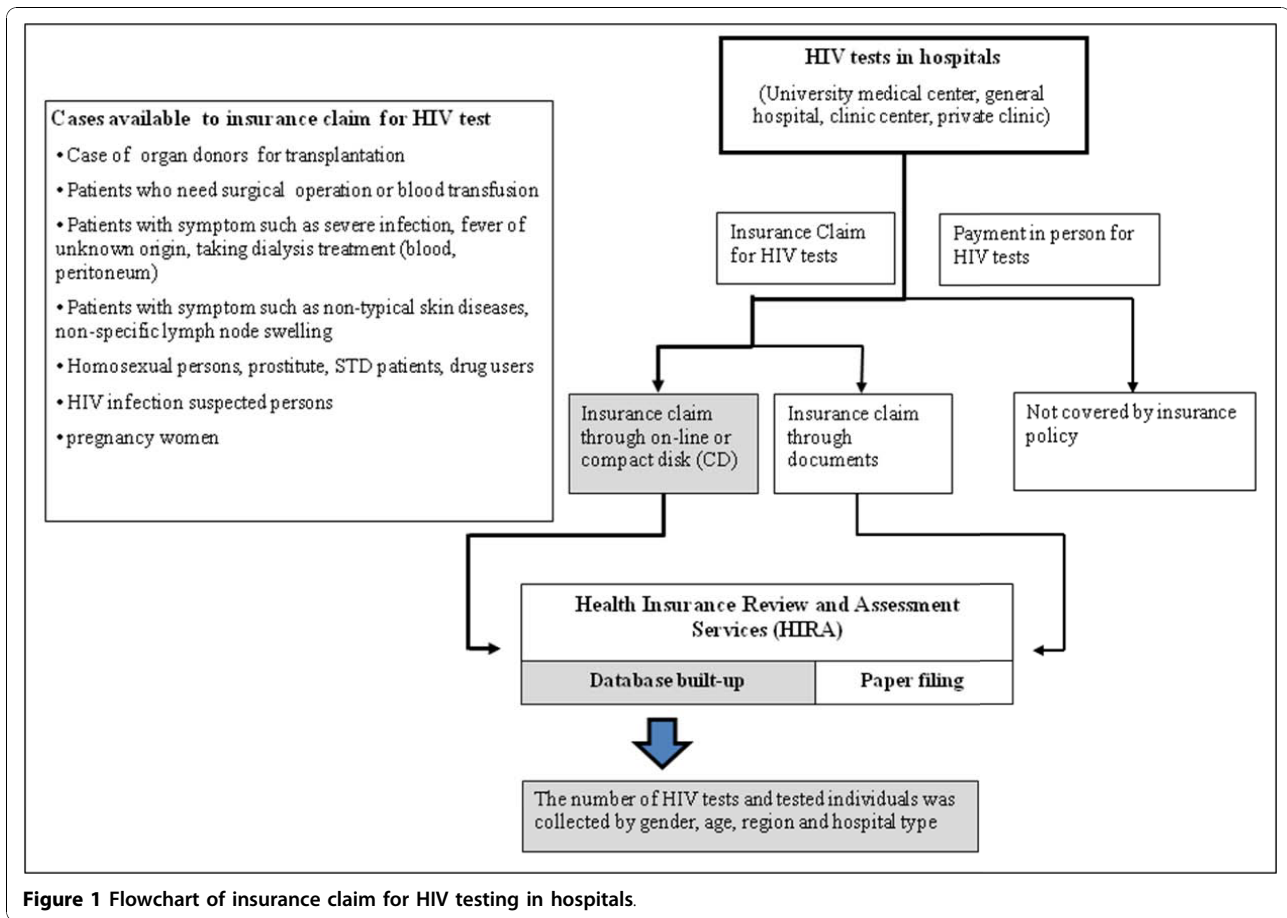 HIV tests in hospitals
(University medical center, general
hospital, clinic center, private clinic)
Cases available to insurance claim for HIV test
•Case of organ donors for transplantation
•Patients who need surgical operation or blood transfusion
•Patients with symptom such as severe infection, fever of
unknown origin, taking dialysis treatment (blood,
peritoneum)
•Patients with symptom such as non-typical skin diseases,
non-specific lymph node swelling
•Homosexual persons, prostitute, STD patients, drug users
•HIV infection suspected persons
•pregnancy women
Insurance Claim
for HIV tests
Payment in person for
HIV tests
Insurance claim
through on-line or
compact disk (CD)
Insurance claim
through
documents
Not covered by insurance
policy
Health Insurance Review and Assessment
Services (HIRA)
Database built-up
Paper filing
The number of HIV tests and tested individuals was
collected by gender, age, region and hospital type
Figure 1 Flowchart of insurance claim for HIV testing in hospitals.